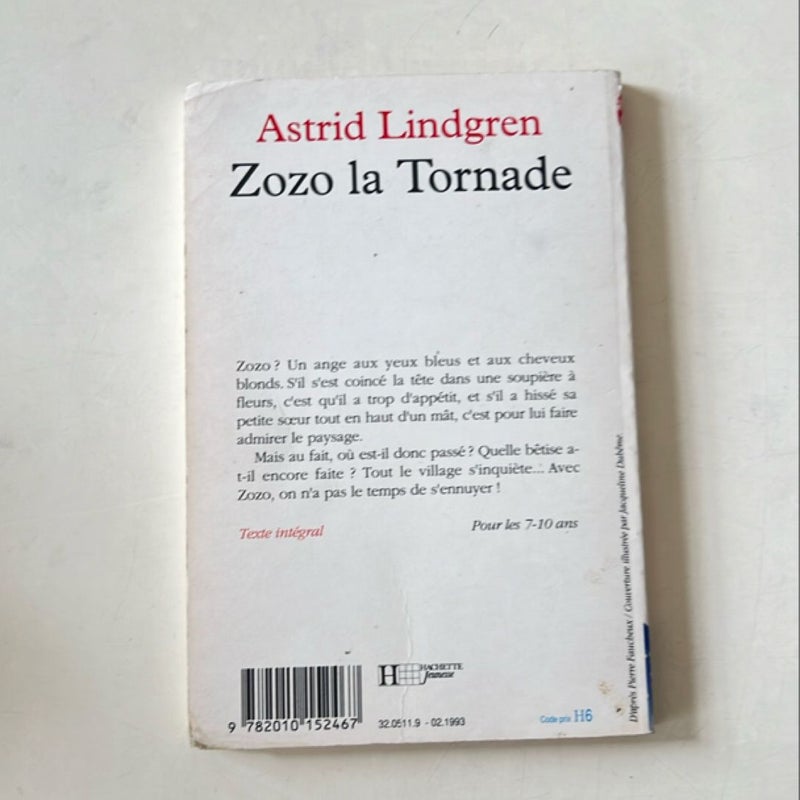 Astrid Lindgren
Zozo la Tornade
Zozo ? Un ange aux yeux bleus et aux cheveux
blonds. S'il s'est coincé la tête dans une soupière à
fleurs, c'est qu'il a trop d'appétit, et s'il a hissé sa
petite sœur tout en haut d'un mât, c'est pour lui faire
admirer le paysage.
Mais au fait, où est-il donc passé ? Quelle bêtise a-
t-il encore faite ? Tout le village s'inquiète... Avec
Zozo, on n'a pas le temps de s'ennuyer !
Texte intégral
Pour les 7-10 ans
H HACHETTE
Jeunesse
9 782010 152467
32.0511.9 - 02.1993
Code prix H6
D'après Pierre Faucheux / Couverture illustrée par Jacqueline Duhême